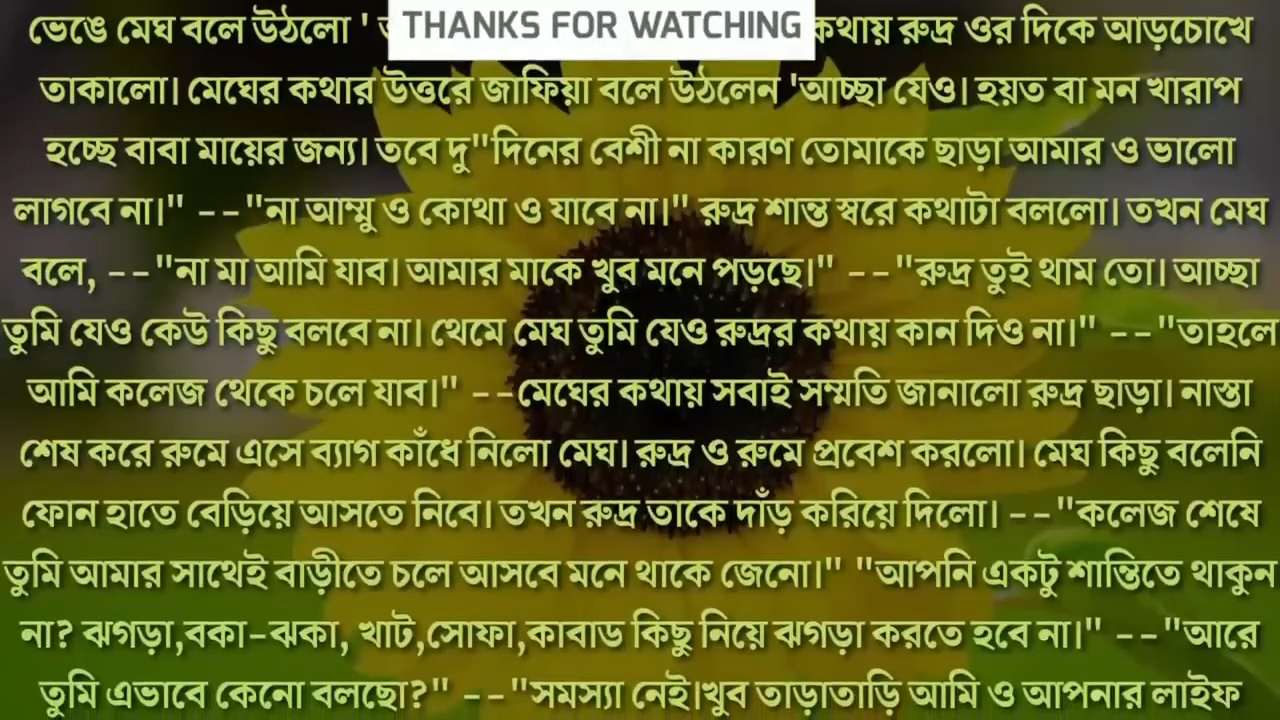 THANKS FOR WATCHING
ভেঙে মেঘ বলে উঠলো ' কথায় রুদ্র ওর দিকে আড়চোখে
তাকালো। মেঘের কথার উত্তরে জাফিয়া বলে উঠলেন 'আচ্ছা যেও। হয়ত বা মন খারাপ
হচ্ছে বাবা মায়ের জন্য। তবে দু"দিনের বেশী না কারণ তোমাকে ছাড়া আমার ও ভালো
লাগবে না।" --"না আম্মু ও কোথা ও যাবে না।" রুদ্র শান্ত স্বরে কথাটা বললো। তখন মেঘ
বলে, --"না মা আমি যাব। আমার মাকে খুব মনে পড়ছে।" --"রুদ্র তুই থাম তো। আচ্ছা
তুমি যেও কেউ কিছু বলবে না। থেমে মেঘ তুমি যেও রুদ্রর কথায় কান দিও না।" --"তাহলে
আমি কলেজ থেকে চলে যাব।" --মেঘের কথায় সবাই সম্মতি জানালো রুদ্র ছাড়া। নাস্তা
শেষ করে রুমে এসে ব্যাগ কাঁধে নিলো মেঘ। রুদ্র ও রুমে প্রবেশ করলো। মেঘ কিছু বলেনি
ফোন হাতে বেড়িয়ে আসতে নিবে। তখন রুদ্র তাকে দাঁড় করিয়ে দিলো। --"কলেজ শেষে
তুমি আমার সাথেই বাড়ীতে চলে আসবে মনে থাকে জেনো।" "আপনি একটু শান্তিতে থাকুন
না? ঝগড়া,বকা-ঝকা, খাট,সোফা,কাবাড কিছু নিয়ে ঝগড়া করতে হবে না।" --"আরে
তুমি এভাবে কেনো বলছো?" --"সমস্যা নেই।খুব তাড়াতাড়ি আমি ও আপনার লাইফ